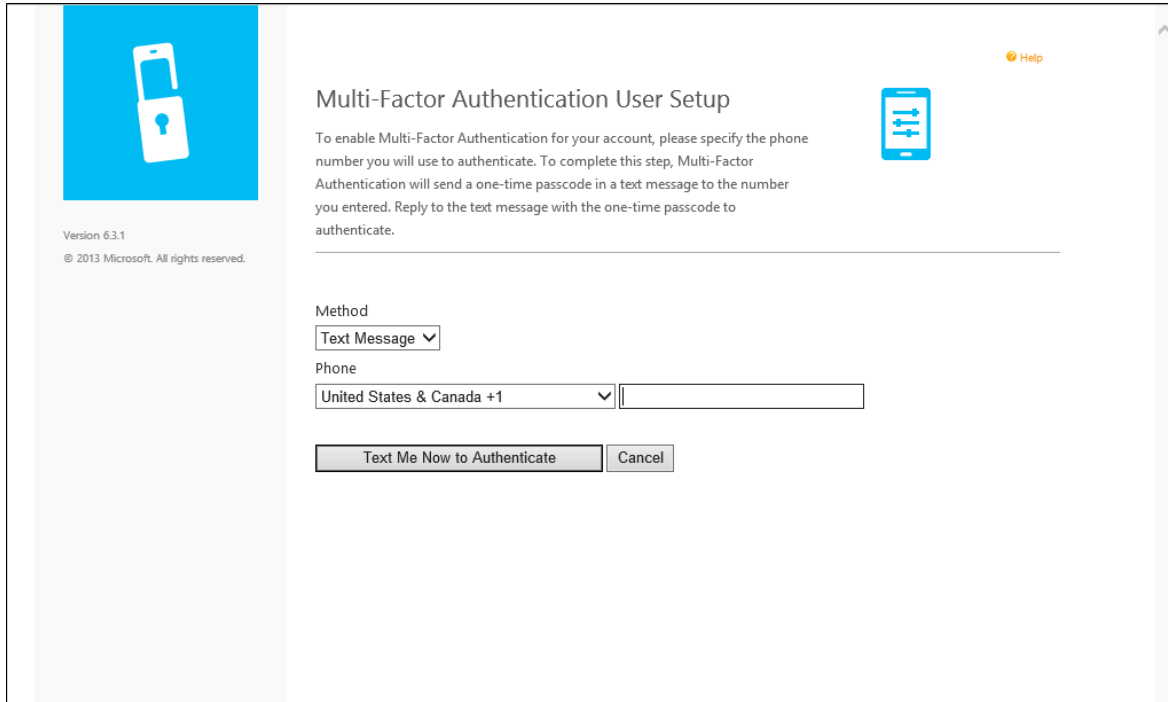 Help
Multi-Factor Authentication User Setup
To enable Multi-Factor Authentication for your account, please specify the phone
number you will use to authenticate. To complete this step, Multi-Factor
Authentication will send a one-time passcode in a text message to the number
you entered. Reply to the text message with the one-time passcode to
authenticate.
Version 6.3.1
© 2013 Microsoft. All rights reserved.
Method
Text Message
Phone
United States & Canada +1
Text Me Now to Authenticate
Cancel